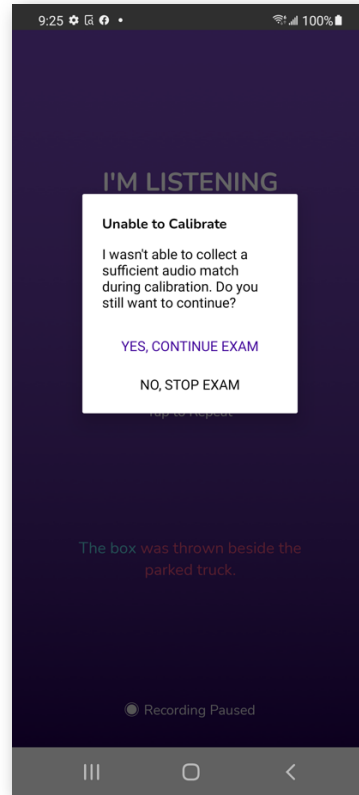 9:25
100%
I'M LISTENING
Unable to Calibrate
I wasn't able to collect a
sufficient audio match
during calibration. Do you
still want to continue?
YES, CONTINUE EXAM
NO, STOP EXAM
Tap to Repeat
The box was thrown beside the
parked truck.
Recording Paused